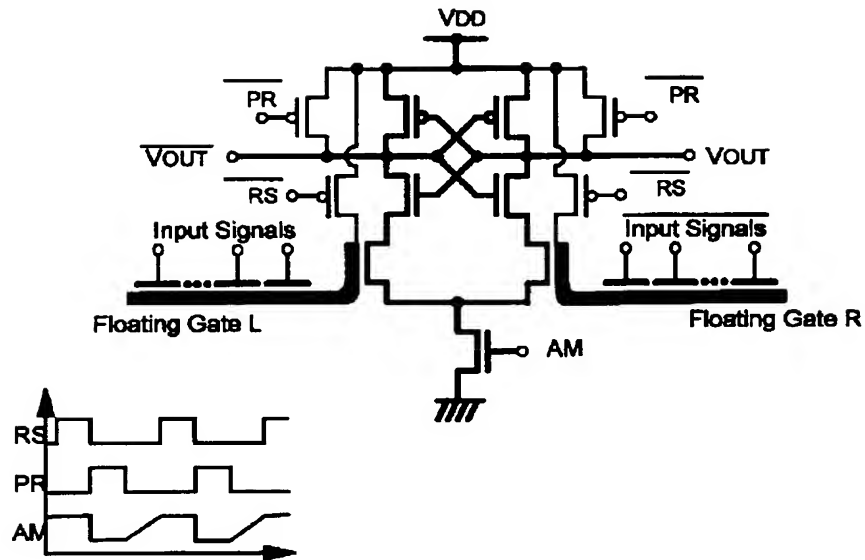 VDD
PR
PR
VOUT
VOUT
RS
RS
Input Signals
Input Signals
Floating Gate L
Floating Gate R
AM
RS
PR
AM